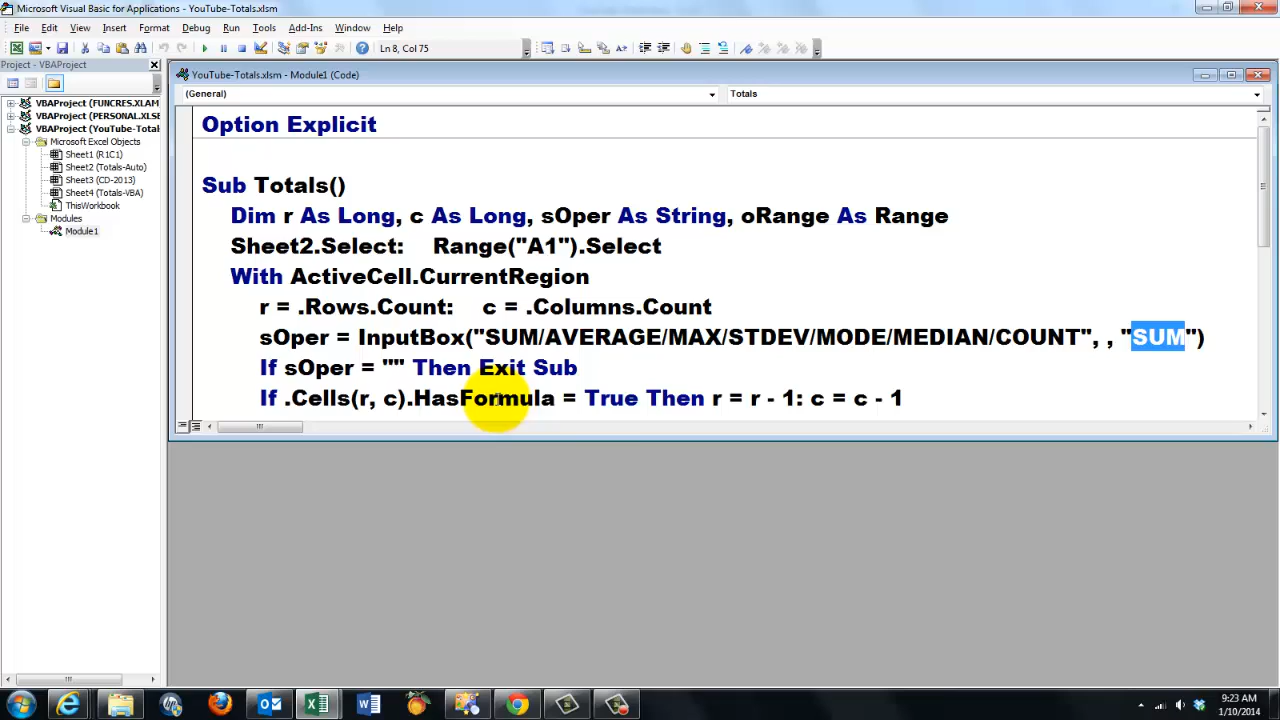 Microsoft Visual Basic for Applications - YouTube-Totals.xlsm
File Edit View Insert Format Debug Run Tools Add-Ins Window Help
Ln 8, Col 75
Project - VBAProject
YouTube-Totals.xlsm - Module1 (Code)
(General) Totals
VBAProject (FUNCRES.XLAM
VBAProject (PERSONAL.XLSE
VBAProject (YouTube-Total
Microsoft Excel Objects
Sheet1 (R1C1)
Sheet2 (Totals-Auto)
Sheet3 (CD-2013)
Sheet4 (Totals-VBA)
ThisWorkbook
Modules
Module1
Option Explicit
Sub Totals()
Dim r As Long, c As Long, sOper As String, oRange As Range
Sheet2.Select: Range("A1").Select
With ActiveCell.CurrentRegion
r = .Rows.Count: c = .Columns.Count
sOper = InputBox("SUM/AVERAGE/MAX/STDEV/MODE/MEDIAN/COUNT", , "SUM")
If sOper = "" Then Exit Sub
If .Cells(r, c).HasFormula = True Then r = r - 1: c = c - 1
9:23 AM
1/10/2014